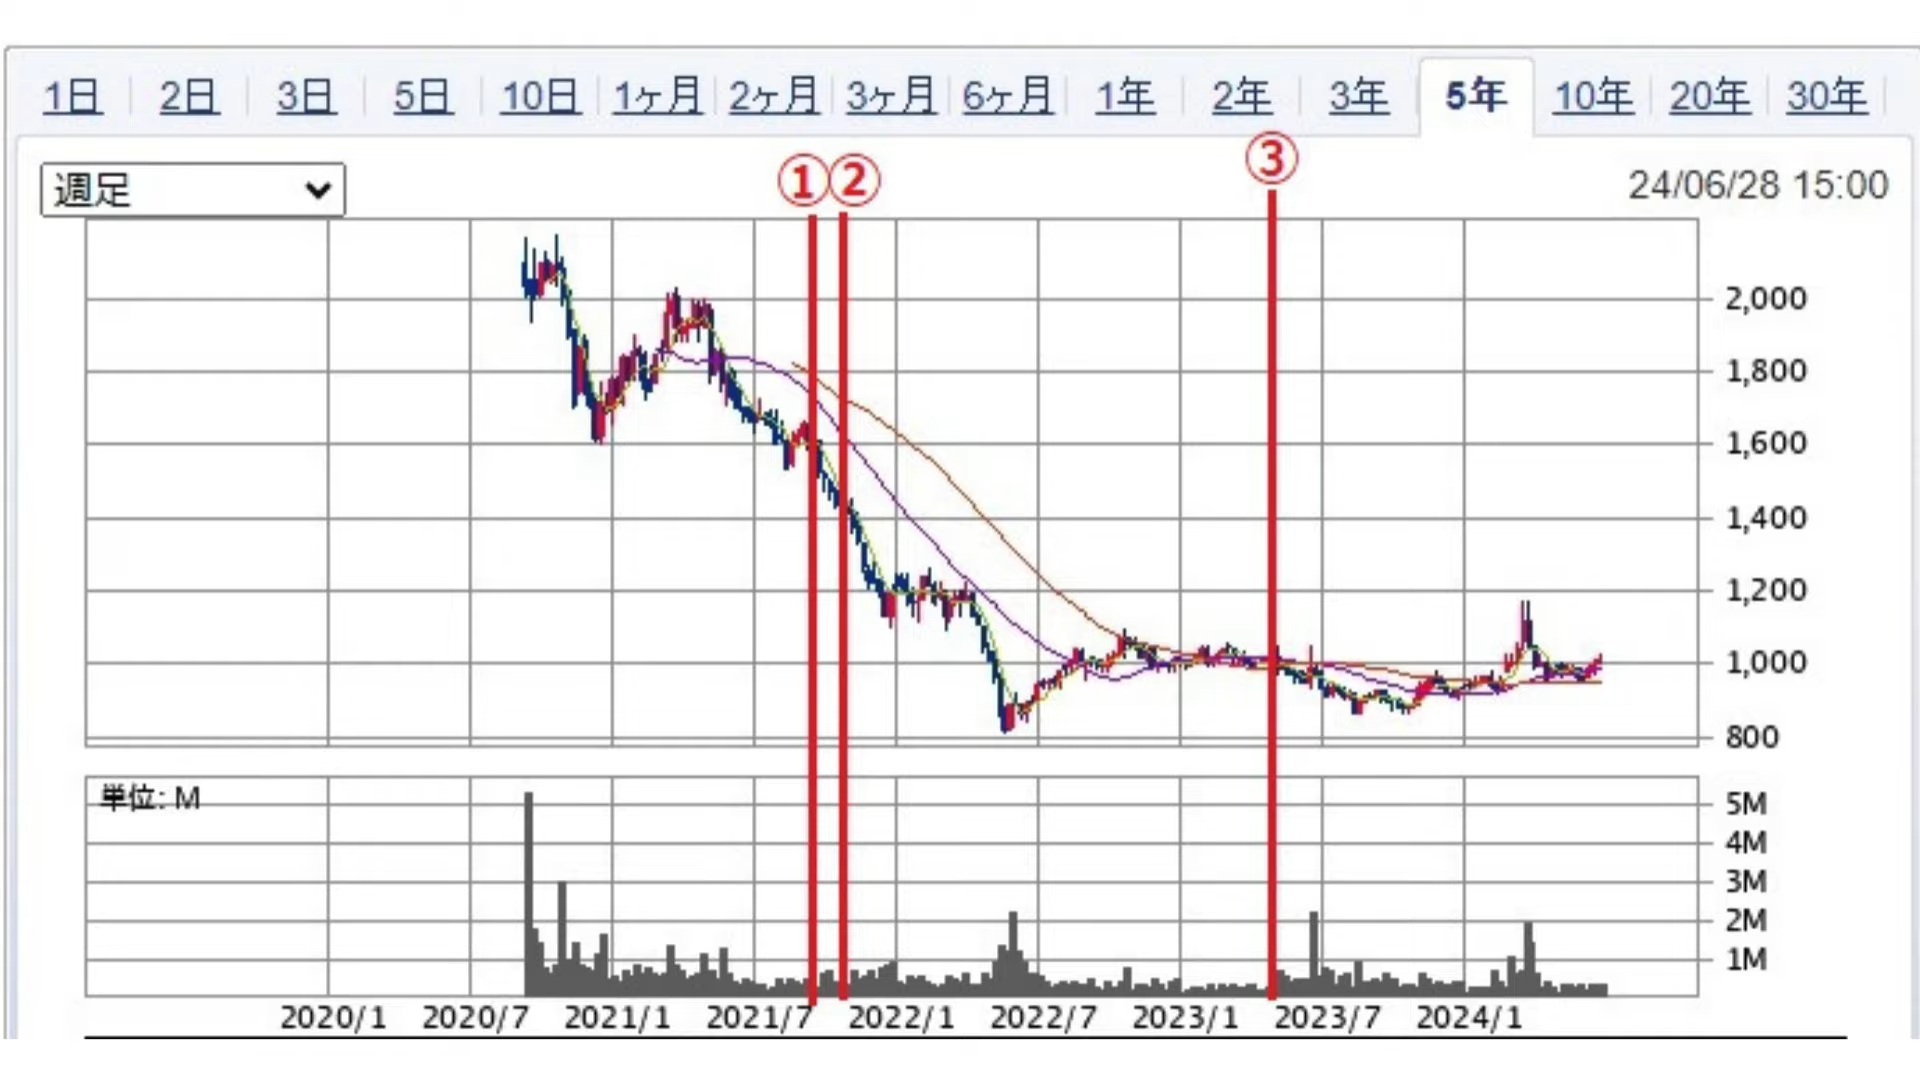 1日 2日 3日 5日 10日 1ヶ月 2ヶ月 3ヶ月 6ヶ月 1年 2年 3年 5年 10年 20年 30年
週足 ① ② ③ 24/06/28 15:00
2,000
1,800
1,600
1,400
1,200
1,000
800
単位: M
5M
4M
3M
2M
1M
2020/1 2020/7 2021/1 2021/7 2022/1 2022/7 2023/1 2023/7 2024/1